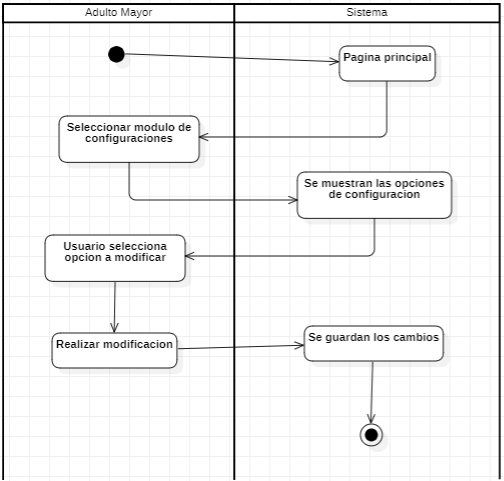 Adulto Mayor
Sistema
Pagina principal
Seleccionar modulo de
configuraciones
Se muestran las opciones
de configuracion
Usuario selecciona
opcion a modificar
Realizar modificacion
Se guardan los cambios